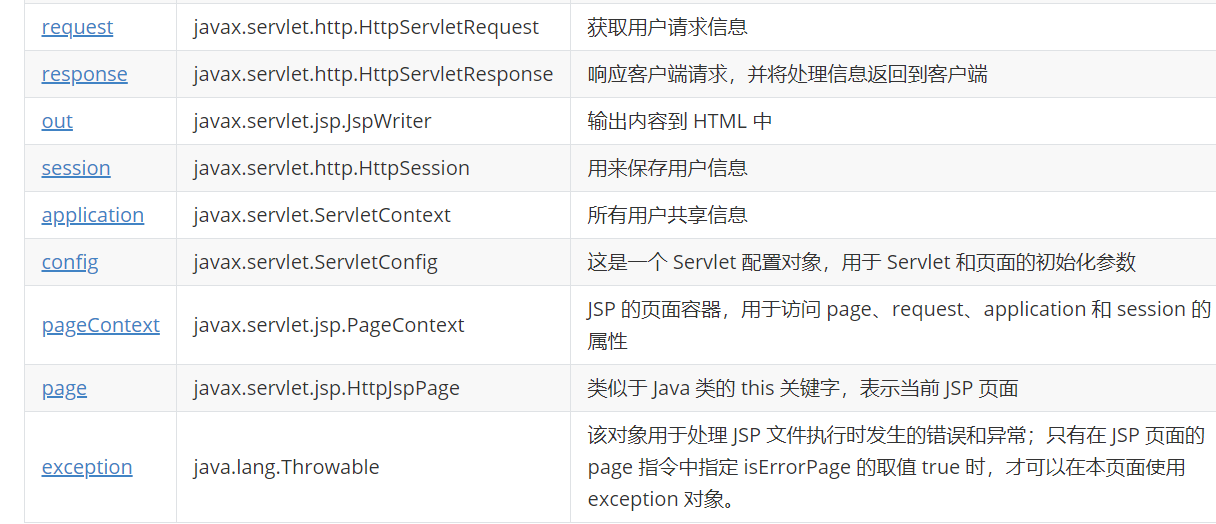 request javax.servlet.http.HttpServletRequest 获取用户请求信息
response javax.servlet.http.HttpServletResponse 响应客户端请求，并将处理信息返回到客户端
out javax.servlet.jsp.JspWriter 输出内容到 HTML 中
session javax.servlet.http.HttpSession 用来保存用户信息
application javax.servlet.ServletContext 所有用户共享信息
config javax.servlet.ServletConfig 这是一个 Servlet 配置对象，用于 Servlet 和页面的初始化参数
pageContext javax.servlet.jsp.PageContext JSP 的页面容器，用于访问 page、request、application 和 session 的
属性
page javax.servlet.jsp.HttpJspPage 类似于 Java 类的 this 关键字，表示当前 JSP 页面
exception java.lang.Throwable 该对象用于处理 JSP 文件执行时发生的错误和异常；只有在 JSP 页面的
page 指令中指定 isErrorPage 的取值 true 时，才可以在本页面使用
exception 对象。